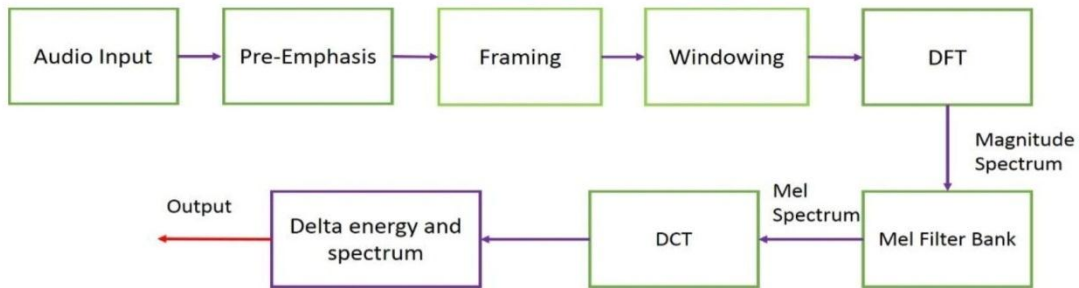 Audio Input
Pre-Emphasis
Framing
Windowing
DFT
Magnitude
Spectrum
Mel Filter Bank
Mel
Spectrum
DCT
Delta energy and
spectrum
Output